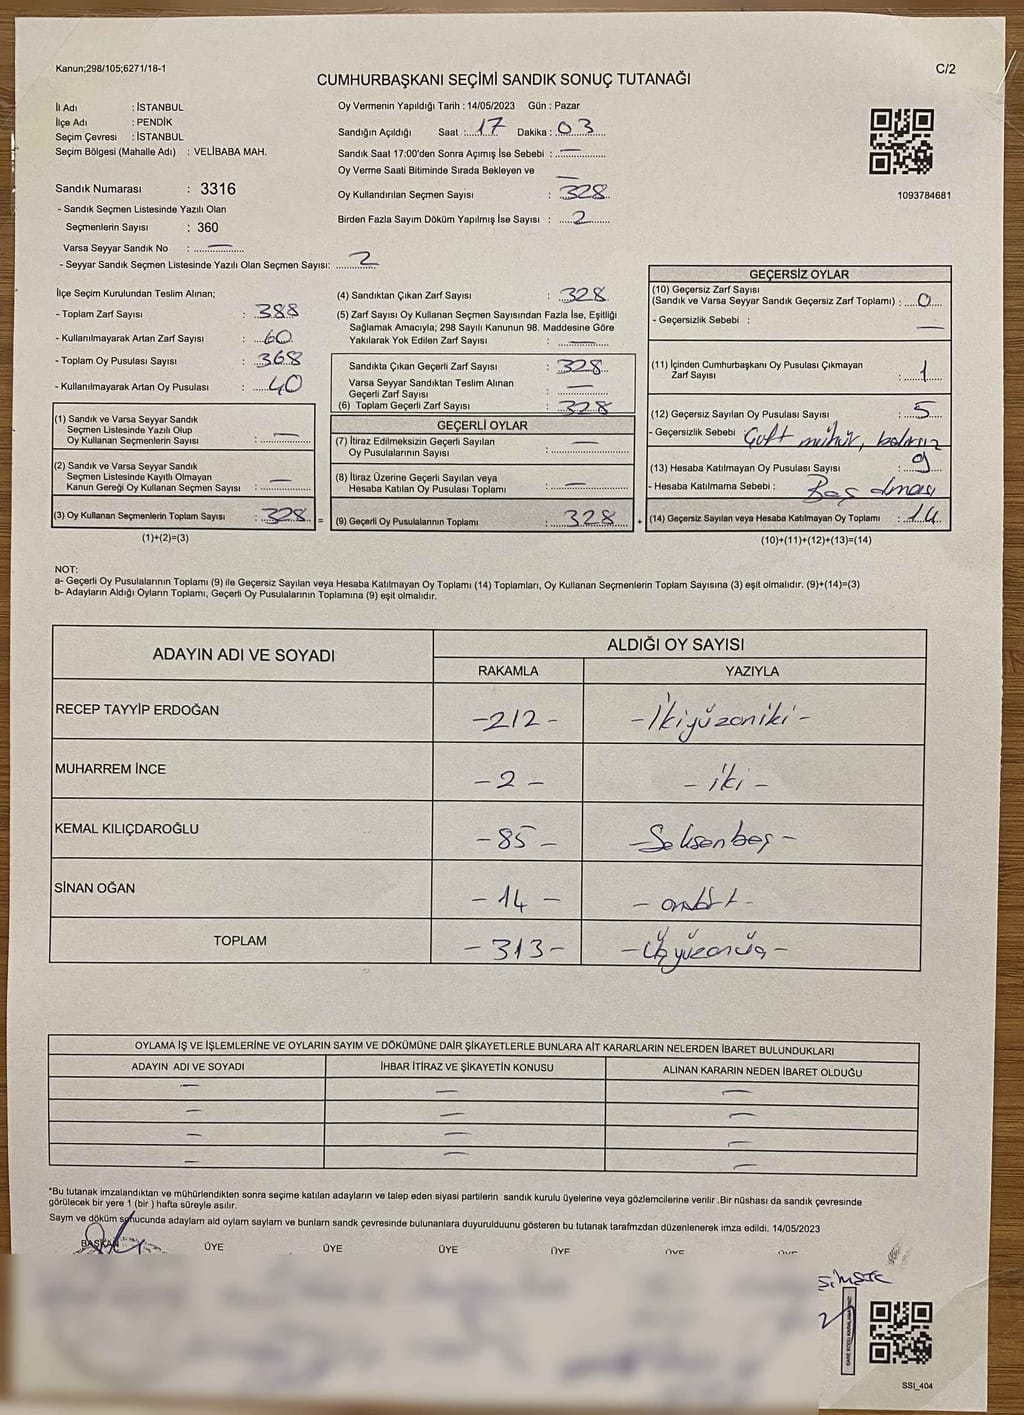 Kanun;298/105;6271/18-1
C/2
CUMHURBAŞKANI SEÇİMİ SANDIK SONUÇ TUTANAĞI
İl Adı : İSTANBUL
İlçe Adı : PENDİK
Seçim Çevresi : İSTANBUL
Seçim Bölgesi (Mahalle Adı) : VELİBABA MAH.
Sandık Numarası : 3316
- Sandık Seçmen Listesinde Yazılı Olan
Seçmenlerin Sayısı : 360
Varsa Seyyar Sandık No : —
- Seyyar Sandık Seçmen Listesinde Yazılı Olan Seçmen Sayısı: 2
Oy Vermenin Yapıldığı Tarih : 14/05/2023 Gün : Pazar
Sandığın Açıldığı Saat : 17 Dakika : 03
Sandık Saat 17:00'den Sonra Açımış İse Sebebi : —
Oy Verme Saati Bitiminde Sırada Bekleyen ve —
Oy Kullandırılan Seçmen Sayısı : 328
Birden Fazla Sayım Döküm Yapılmış İse Sayısı : 2
1093784681
İlçe Seçim Kurulundan Teslim Alınan;
- Toplam Zarf Sayısı : 388
- Kullanılmayarak Artan Zarf Sayısı : 60
- Toplam Oy Pusulası Sayısı : 368
- Kullanılmayarak Artan Oy Pusulası : 40
(1) Sandık ve Varsa Seyyar Sandık
Seçmen Listesinde Yazılı Olup
Oy Kullanan Seçmenlerin Sayısı : —
(2) Sandık ve Varsa Seyyar Sandık
Seçmen Listesinde Kayıtlı Olmayan
Kanun Gereği Oy Kullanan Seçmen Sayısı : —
(3) Oy Kullanan Seçmenlerin Toplam Sayısı : 328 =
(1)+(2)=(3)
(4) Sandıktan Çıkan Zarf Sayısı : 328
(5) Zarf Sayısı Oy Kullanan Seçmen Sayısından Fazla İse, Eşitliği
Sağlamak Amacıyla; 298 Sayılı Kanunun 98. Maddesine Göre
Yakılarak Yok Edilen Zarf Sayısı : —
Sandıkta Çıkan Geçerli Zarf Sayısı : 328
Varsa Seyyar Sandıktan Teslim Alınan
Geçerli Zarf Sayısı : —
(6) Toplam Geçerli Zarf Sayısı : 328
GEÇERLİ OYLAR
(7) İtiraz Edilmeksizin Geçerli Sayılan
Oy Pusulalarının Sayısı : —
(8) İtiraz Üzerine Geçerli Sayılan veya
Hesaba Katılan Oy Pusulası Toplamı : —
(9) Geçerli Oy Pusulalarının Toplamı : 328 +
GEÇERSİZ OYLAR
(10) Geçersiz Zarf Sayısı
(Sandık ve Varsa Seyyar Sandık Geçersiz Zarf Toplamı) : 0
- Geçersizlik Sebebi : —
(11) İçinden Cumhurbaşkanı Oy Pusulası Çıkmayan
Zarf Sayısı : 1
(12) Geçersiz Sayılan Oy Pusulası Sayısı : 5
- Geçersizlik Sebebi : Çift mühür,
(13) Hesaba Katılmayan Oy Pusulası Sayısı : 9
- Hesaba Katılmama Sebebi : Boş olması
(14) Geçersiz Sayılan veya Hesaba Katılmayan Oy Toplamı : 14
(10)+(11)+(12)+(13)=(14)
NOT:
a- Geçerli Oy Pusulalarının Toplamı (9) ile Geçersiz Sayılan veya Hesaba Katılmayan Oy Toplamı (14) Toplamları, Oy Kullanan Seçmenlerin Toplam Sayısına (3) eşit olmalıdır. (9)+(14)=(3)
b- Adayların Aldığı Oyların Toplamı, Geçerli Oy Pusulalarının Toplamına (9) eşit olmalıdır.
ADAYIN ADI VE SOYADI
ALDIĞI OY SAYISI
RAKAMLA YAZIYLA
RECEP TAYYİP ERDOĞAN -212- -İkiyüzoniki-
MUHARREM İNCE -2- -iki-
KEMAL KILIÇDAROĞLU -85- -Seksenbeş-
SİNAN OĞAN -14- -ondört-
TOPLAM -313- -Üçyüzonüç-
OYLAMA İŞ VE İŞLEMLERİNE VE OYLARIN SAYIM VE DÖKÜMÜNE DAİR ŞİKAYETLERLE BUNLARA AİT KARARLARIN NELERDEN İBARET BULUNDUKLARI
ADAYIN ADI VE SOYADI İHBAR İTİRAZ VE ŞİKAYETİN KONUSU ALINAN KARARIN NEDEN İBARET OLDUĞU
— — —
— — —
— — —
— — —
*Bu tutanak imzalandıktan ve mühürlendikten sonra seçime katılan adayların ve talep eden siyasi partilerin sandık kurulu üyelerine veya gözlemcilerine verilir .Bir nüshası da sandık çevresinde
görülecek bir yere 1 (bir ) hafta süreyle asılır.
Saym ve döküm sonucunda adaylam ald oylam saylam ve bunlam sandk çevresinde bulunanlara duyurulduunu gösteren bu tutanak tarafmzdan düzenlenerek imza edildi. 14/05/2023
BAŞKAN ÜYE ÜYE ÜYE ÜYE ÜYE ÜYE
SSİ_404